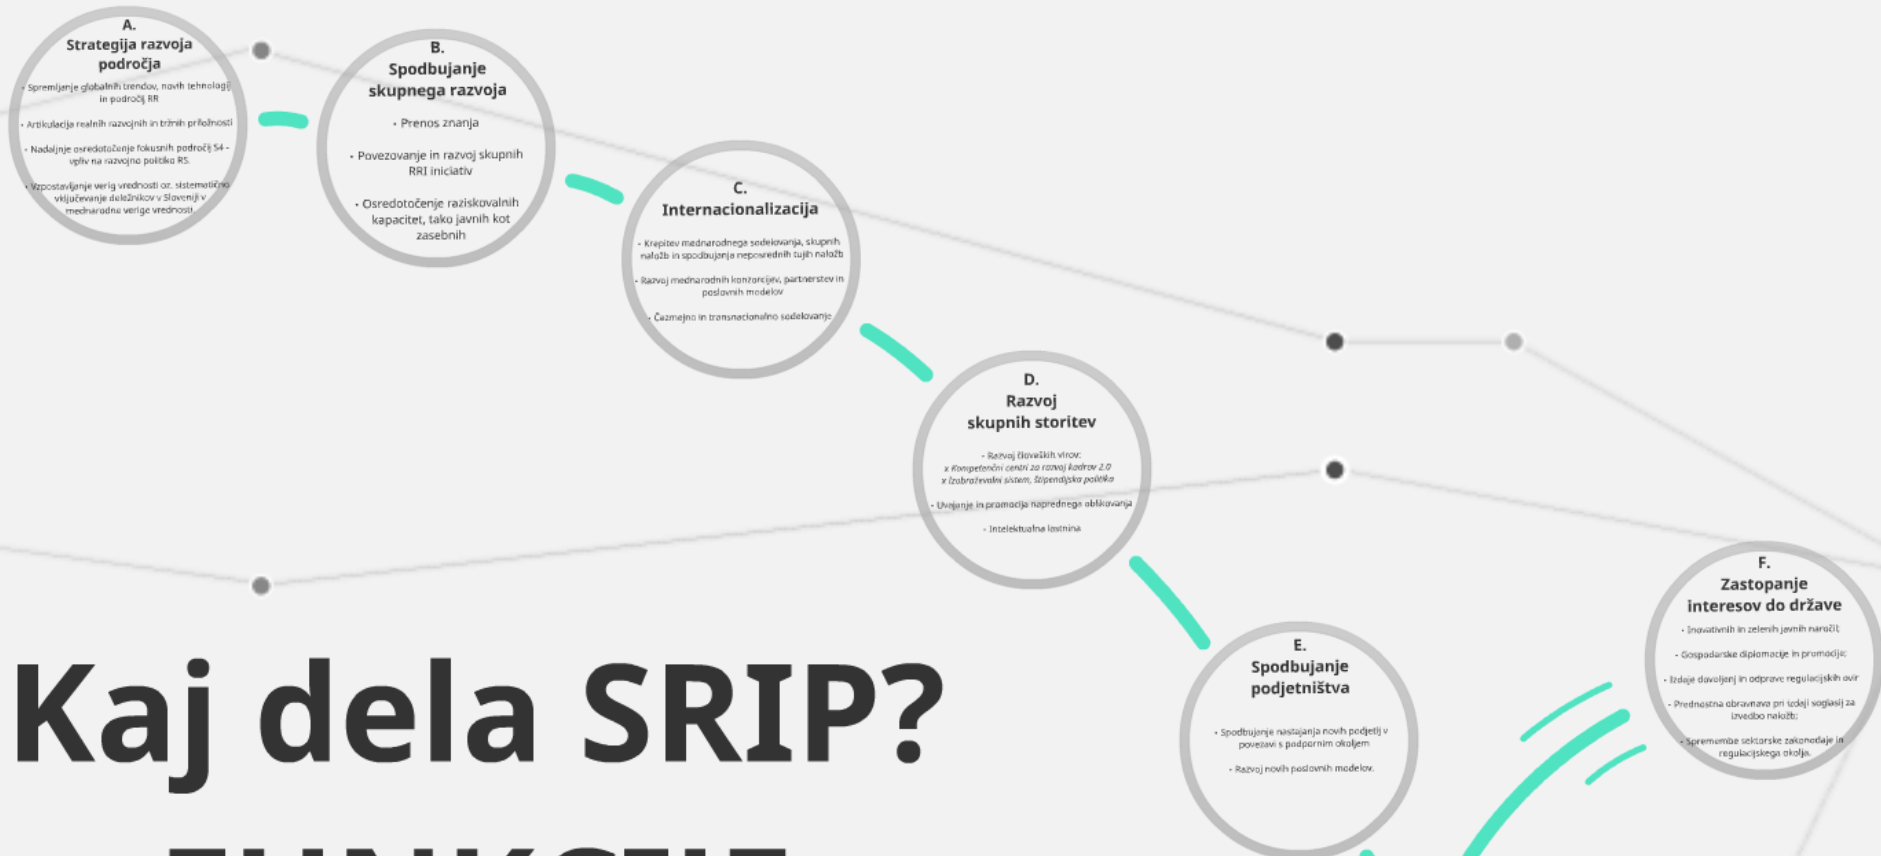 A.
Strategija razvoja
področja
- Spremljanje globalnih trendov, novih tehnologij
in področij RR
- Artikulacija realnih razvojnih in tržnih priložnosti
- Nadaljnje osredotočenje fokusnih področij S4 -
vpliv na razvojno politiko RS.
- Vzpostavljanje verig vrednosti oz. sistematično
vključevanje deležnikov v Sloveniji v
mednarodne verige vrednosti.
B.
Spodbujanje
skupnega razvoja
- Prenos znanja
- Povezovanje in razvoj skupnih
RRI iniciativ
- Osredotočenje raziskovalnih
kapacitet, tako javnih kot
zasebnih
C.
Internacionalizacija
- Krepitev mednarodnega sodelovanja, skupnih
naložb in spodbujanja neposrednih tujih naložb
- Razvoj mednarodnih konzorcijev, partnerstev in
poslovnih modelov
- Čezmejno in transnacionalno sodelovanje
D.
Razvoj
skupnih storitev
- Razvoj človeških virov:
x Kompetenčni centri za razvoj kadrov 2.0
x Izobraževalni sistem, štipendijska politika
- Uvajanje in promocija naprednega oblikovanja
- Intelektualna lastnina
E.
Spodbujanje
podjetništva
- Spodbujanje nastajanja novih podjetij v
povezavi s podpornim okoljem
- Razvoj novih poslovnih modelov.
F.
Zastopanje
interesov do države
- Inovativnih in zelenih javnih naročil;
- Gospodarske diplomacije in promocije;
- Izdaje dovoljenj in odprave regulacijskih ovir
- Prednostna obravnava pri izdaji soglasij za
izvedbo naložb;
- Spremembe sektorske zakonodaje in
regulacijskega okolja.
Kaj dela SRIP?
FUNKCIJE